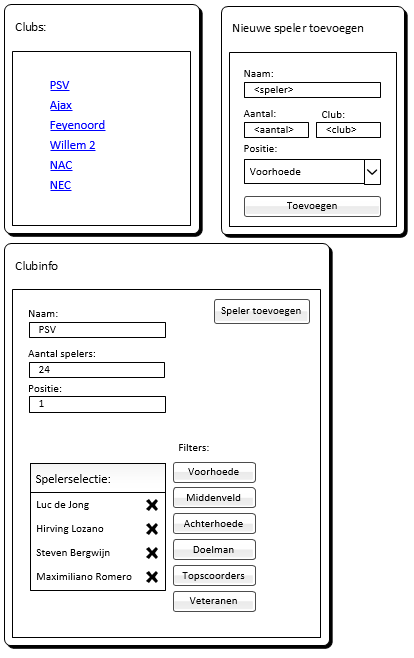 Clubs:
PSV
Ajax
Feyenoord
Willem 2
NAC
NEC
Nieuwe speler toevoegen
Naam:
<speler>
Aantal: Club:
<aantal> <club>
Positie:
Voorhoede
Toevoegen
Clubinfo
Speler toevoegen
Naam:
PSV
Aantal spelers:
24
Positie:
1
Spelerselectie:
Luc de Jong
Hirving Lozano
Steven Bergwijn
Maximiliano Romero
Filters:
Voorhoede
Middenveld
Achterhoede
Doelman
Topscoorders
Veteranen